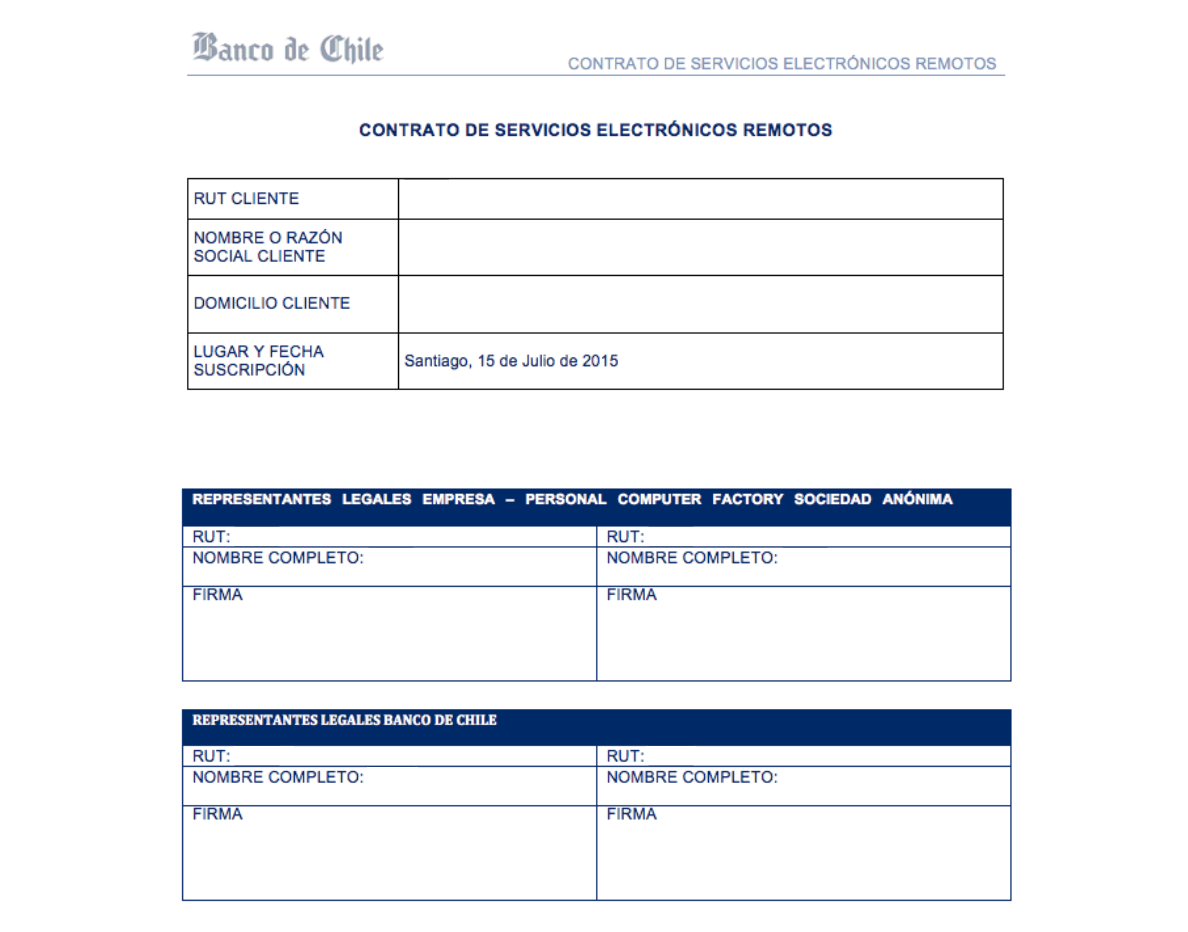 Banco de Chile
CONTRATO DE SERVICIOS ELECTRÓNICOS REMOTOS
CONTRATO DE SERVICIOS ELECTRÓNICOS REMOTOS
RUT CLIENTE
NOMBRE O RAZÓN
SOCIAL CLIENTE
DOMICILIO CLIENTE
LUGAR Y FECHA
SUSCRIPCIÓN
Santiago, 15 de Julio de 2015
REPRESENTANTES LEGALES EMPRESA – PERSONAL COMPUTER FACTORY SOCIEDAD ANÓNIMA
RUT:
RUT:
NOMBRE COMPLETO:
NOMBRE COMPLETO:
FIRMA
FIRMA
REPRESENTANTES LEGALES BANCO DE CHILE
RUT:
RUT:
NOMBRE COMPLETO:
NOMBRE COMPLETO:
FIRMA
FIRMA